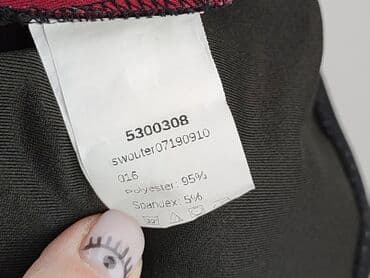 5300308
swouter07190910
016
Polyester: 95%
Spandex: 5%